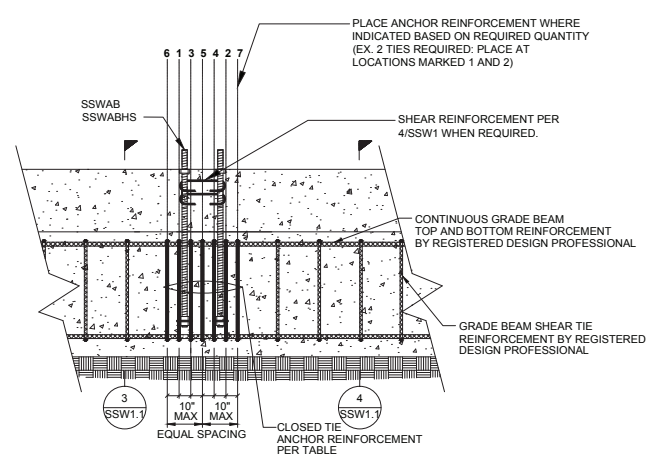 PLACE ANCHOR REINFORCEMENT WHERE
INDICATED BASED ON REQUIRED QUANTITY
(EX. 2 TIES REQUIRED: PLACE AT
LOCATIONS MARKED 1 AND 2)
6 1 3 5 4 2 7
SSWAB
SSWABHS
SHEAR REINFORCEMENT PER
4/SSW1 WHEN REQUIRED.
CONTINUOUS GRADE BEAM
TOP AND BOTTOM REINFORCEMENT
BY REGISTERED DESIGN PROFESSIONAL
GRADE BEAM SHEAR TIE
REINFORCEMENT BY REGISTERED
DESIGN PROFESSIONAL
3
SSW1.1
10" 10"
MAX MAX
EQUAL SPACING
4
SSW1.1
CLOSED TIE
ANCHOR REINFORCEMENT
PER TABLE